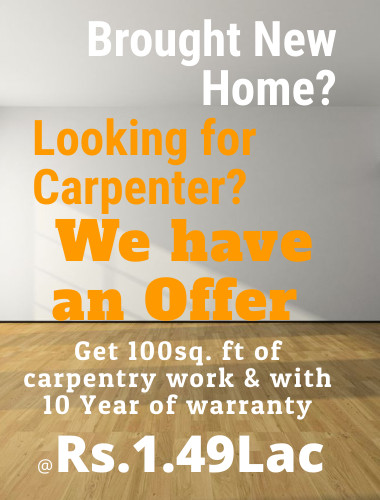 Brought New
Home?
Looking for
Carpenter?
We have
an Offer
Get 100sq. ft of
carpentry work & with
10 Year of warranty
@Rs.1.49Lac